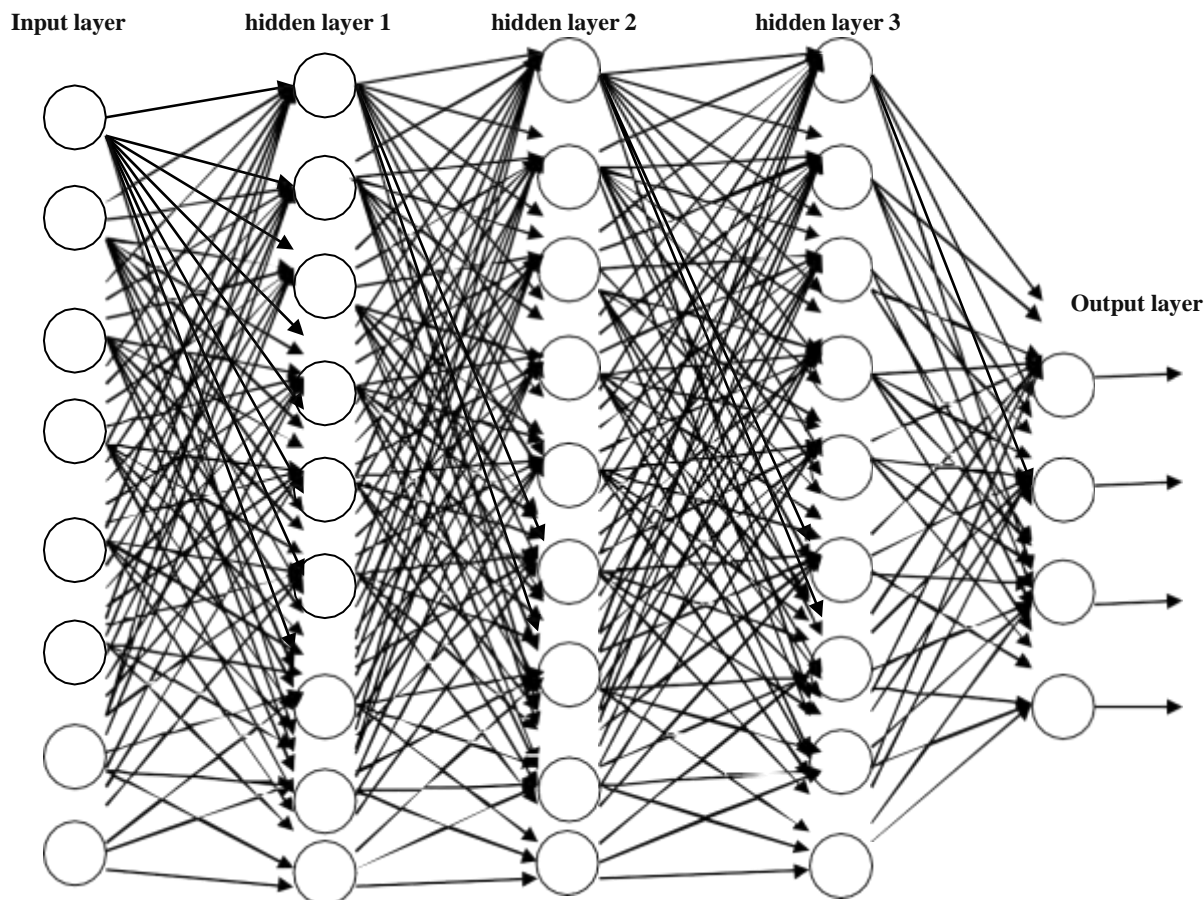 Input layer
hidden layer 1
hidden layer 2
hidden layer 3
Output layer